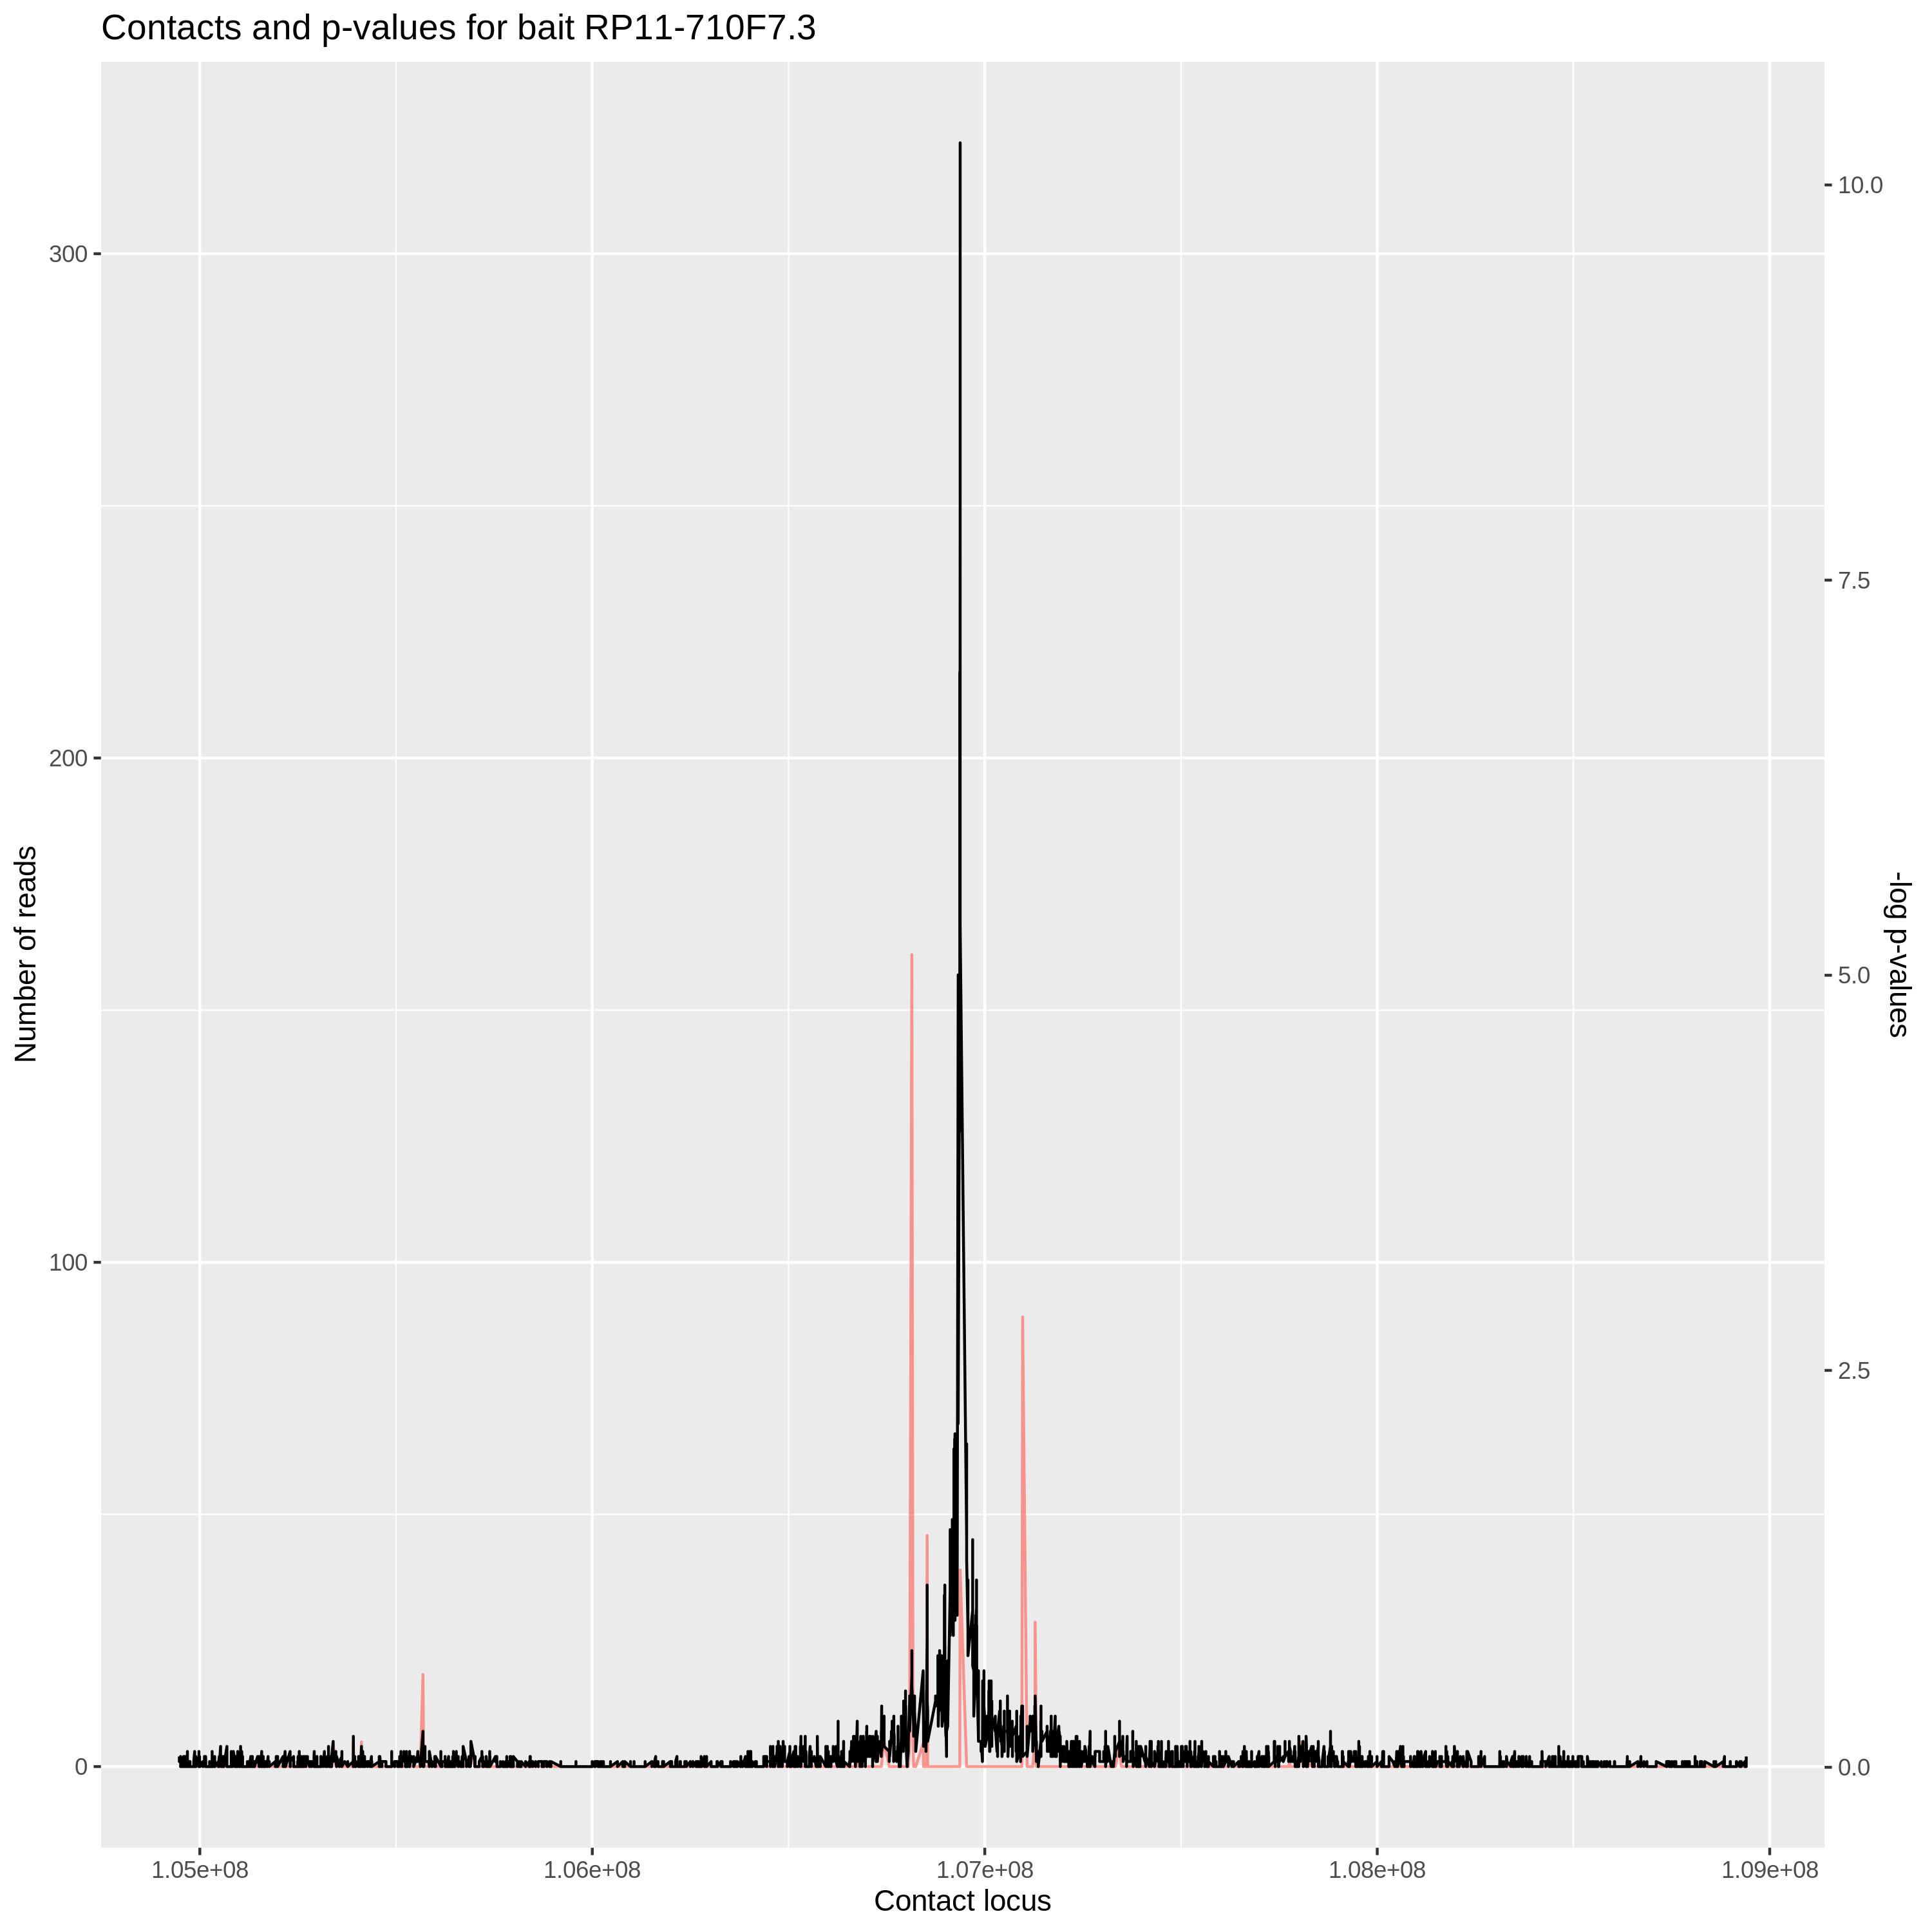 Contacts and p-values for bait RP11-710F7.3
300
200
100
0
Number of reads
10.0
7.5
5.0
2.5
0.0
-log p-values
1.05e+08
1.06e+08
1.07e+08
1.08e+08
1.09e+08
Contact locus